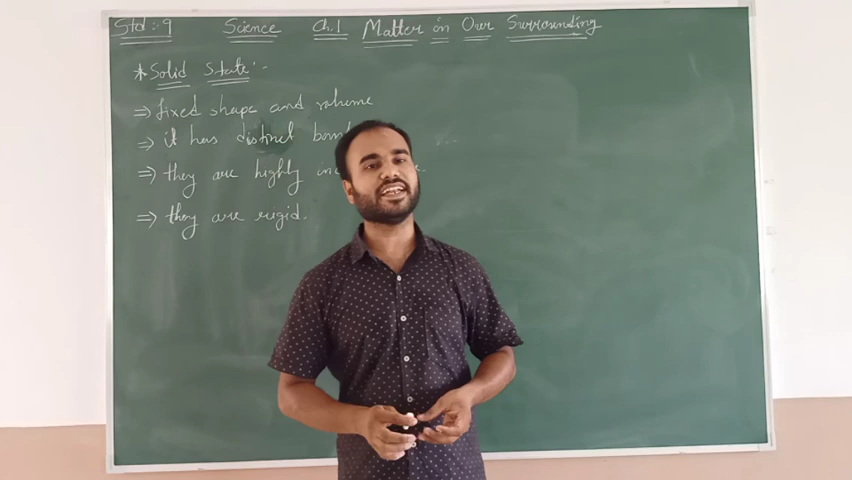 Std :- 9 Science Ch.1 Matter in Our Surrounding
* Solid State :-
⇒ fixed shape and volume
⇒ it has distinct
⇒ they are highly
⇒ they are rigid.